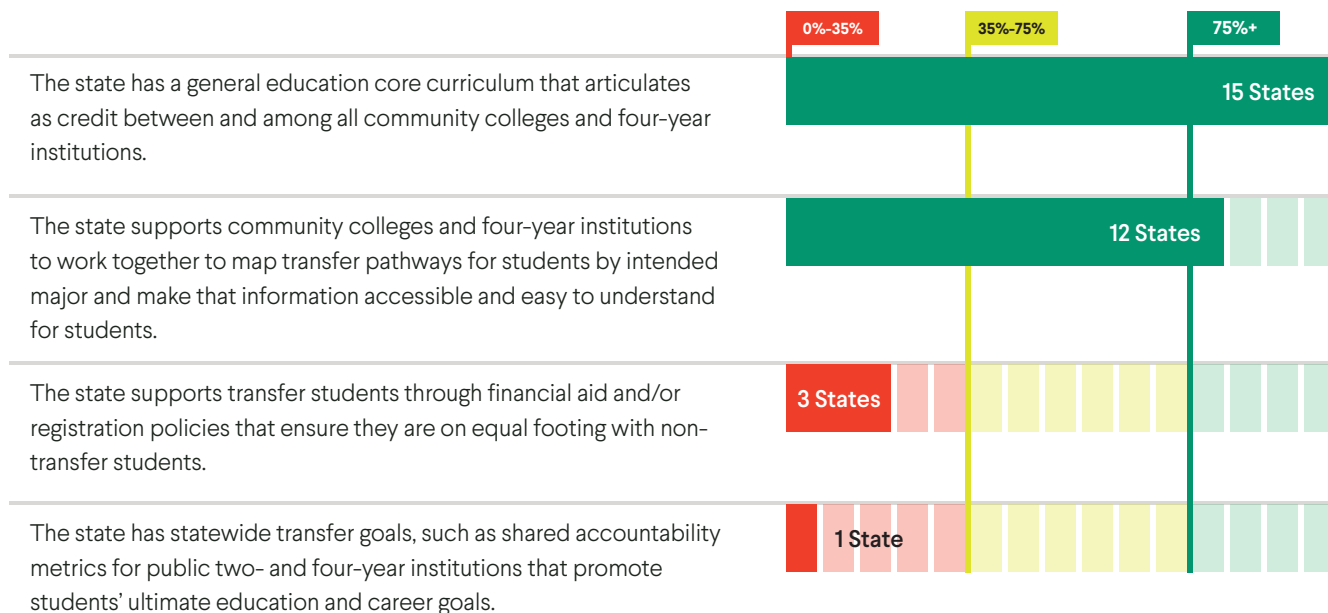 0%-35%
35%-75%
75%+
The state has a general education core curriculum that articulates
as credit between and among all community colleges and four-year
institutions.
15 States
The state supports community colleges and four-year institutions
to work together to map transfer pathways for students by intended
major and make that information accessible and easy to understand
for students.
12 States
The state supports transfer students through financial aid and/or
registration policies that ensure they are on equal footing with non-
transfer students.
3 States
The state has statewide transfer goals, such as shared accountability
metrics for public two- and four-year institutions that promote
students’ ultimate education and career goals.
1 State